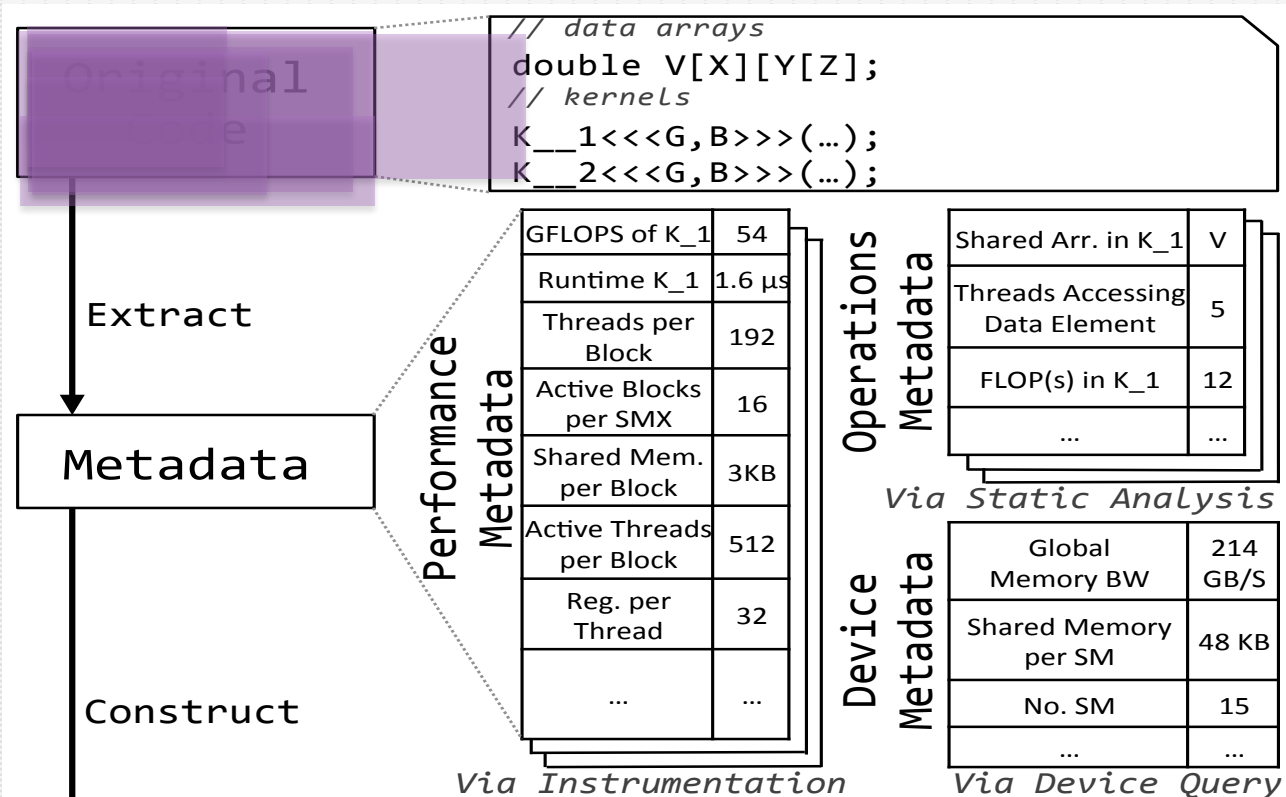 Original
Code
// data arrays
double V[X][Y[Z];
// kernels
K__1<<<G,B>>>(…);
K__2<<<G,B>>>(…);
Extract
Metadata
Construct
Performance
Metadata
GFLOPS of K_1 54
Runtime K_1 1.6 µs
Threads per
Block 192
Active Blocks
per SMX 16
Shared Mem.
per Block 3KB
Active Threads
per Block 512
Reg. per
Thread 32
... ...
Via Instrumentation
Operations
Metadata
Shared Arr. in K_1 V
Threads Accessing
Data Element 5
FLOP(s) in K_1 12
... ...
Via Static Analysis
Device
Metadata
Global 214
Memory BW GB/S
Shared Memory
per SM 48 KB
No. SM 15
... ...
Via Device Query